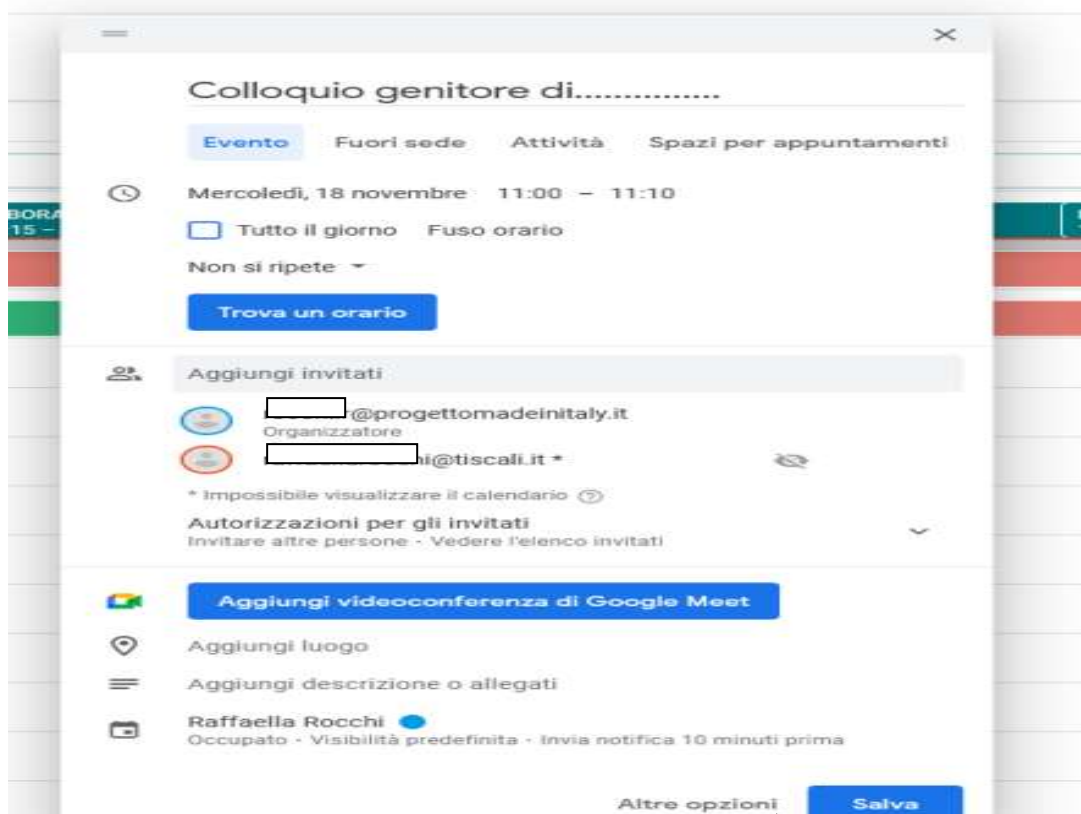 Colloquio genitore di...............
Evento Fuori sede Attività Spazi per appuntamenti
Mercoledì, 18 novembre 11:00 – 11:10
BORA
15 –
Tutto il giorno Fuso orario
Non si ripete
Trova un orario
Aggiungi invitati
@progettomadeinitaly.it
Organizzatore
ni@tiscali.it *
* Impossibile visualizzare il calendario
Autorizzazioni per gli invitati
Invitare altre persone - Vedere l'elenco invitati
Aggiungi videoconferenza di Google Meet
Aggiungi luogo
Aggiungi descrizione o allegati
Raffaella Rocchi
Occupato - Visibilità predefinita - Invia notifica 10 minuti prima
Altre opzioni Salva